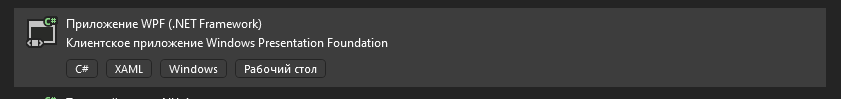 C#
Приложение WPF (.NET Framework)
Клиентское приложение Windows Presentation Foundation
C# XAML Windows Рабочий стол
C#